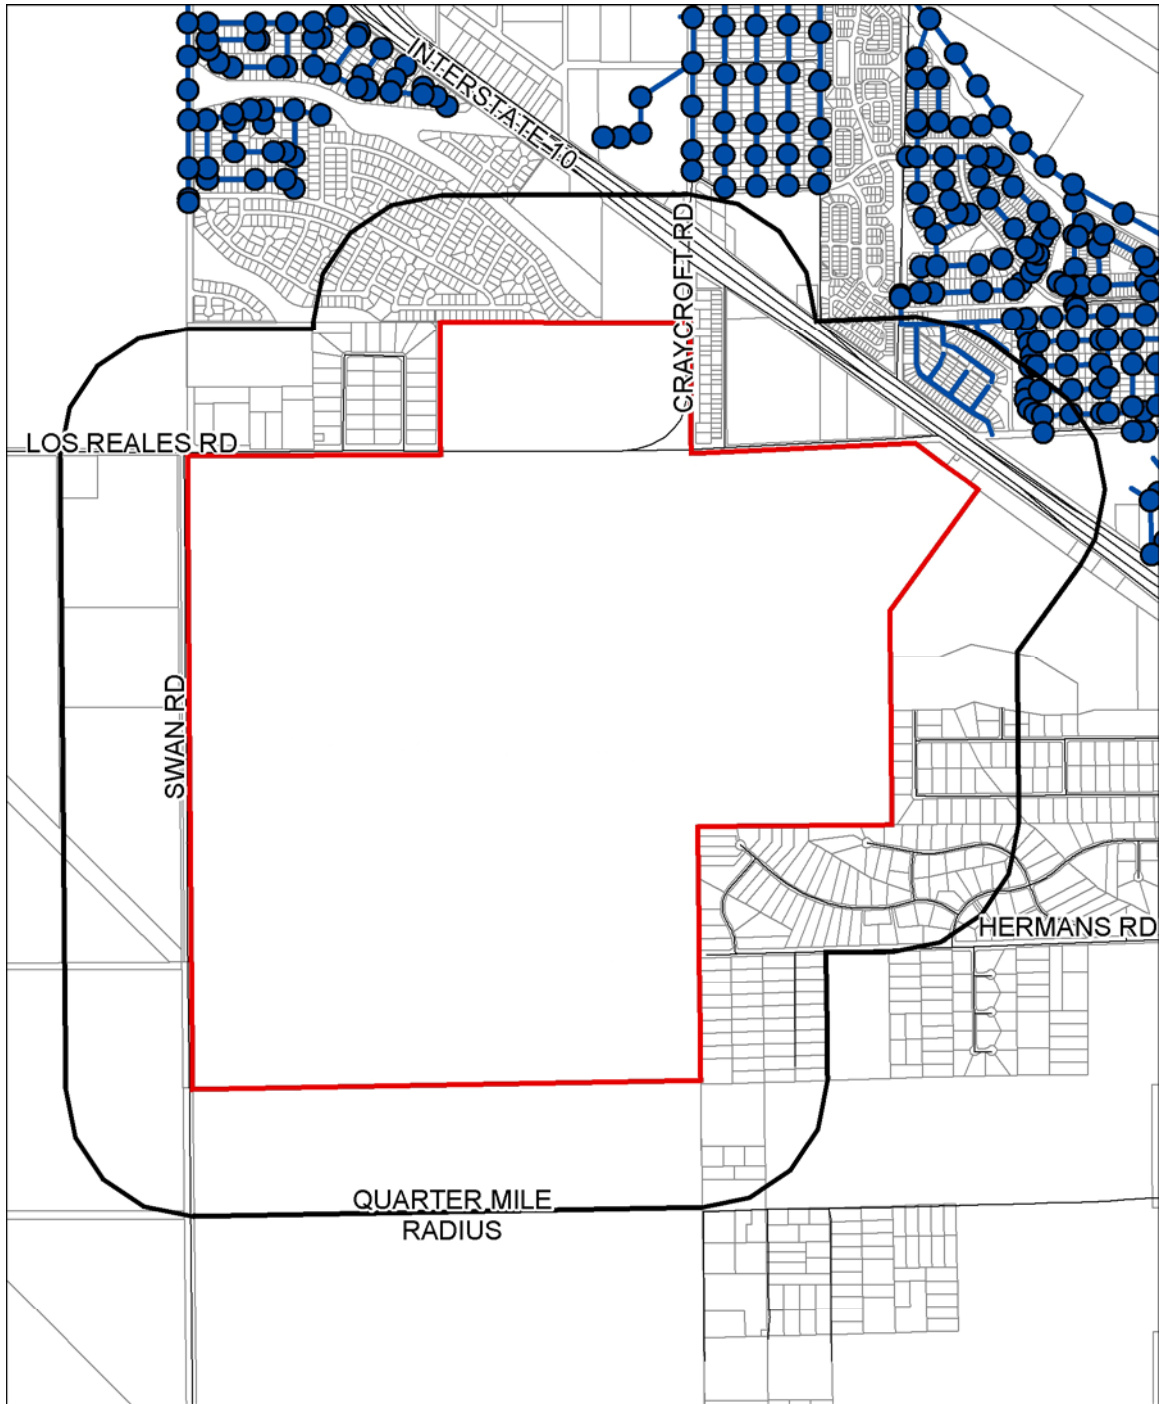 INTERSTATE 10
CRAYCROFT RD
LOS REALES RD
SWAN RD
HERMANS RD
QUARTER MILE
RADIUS